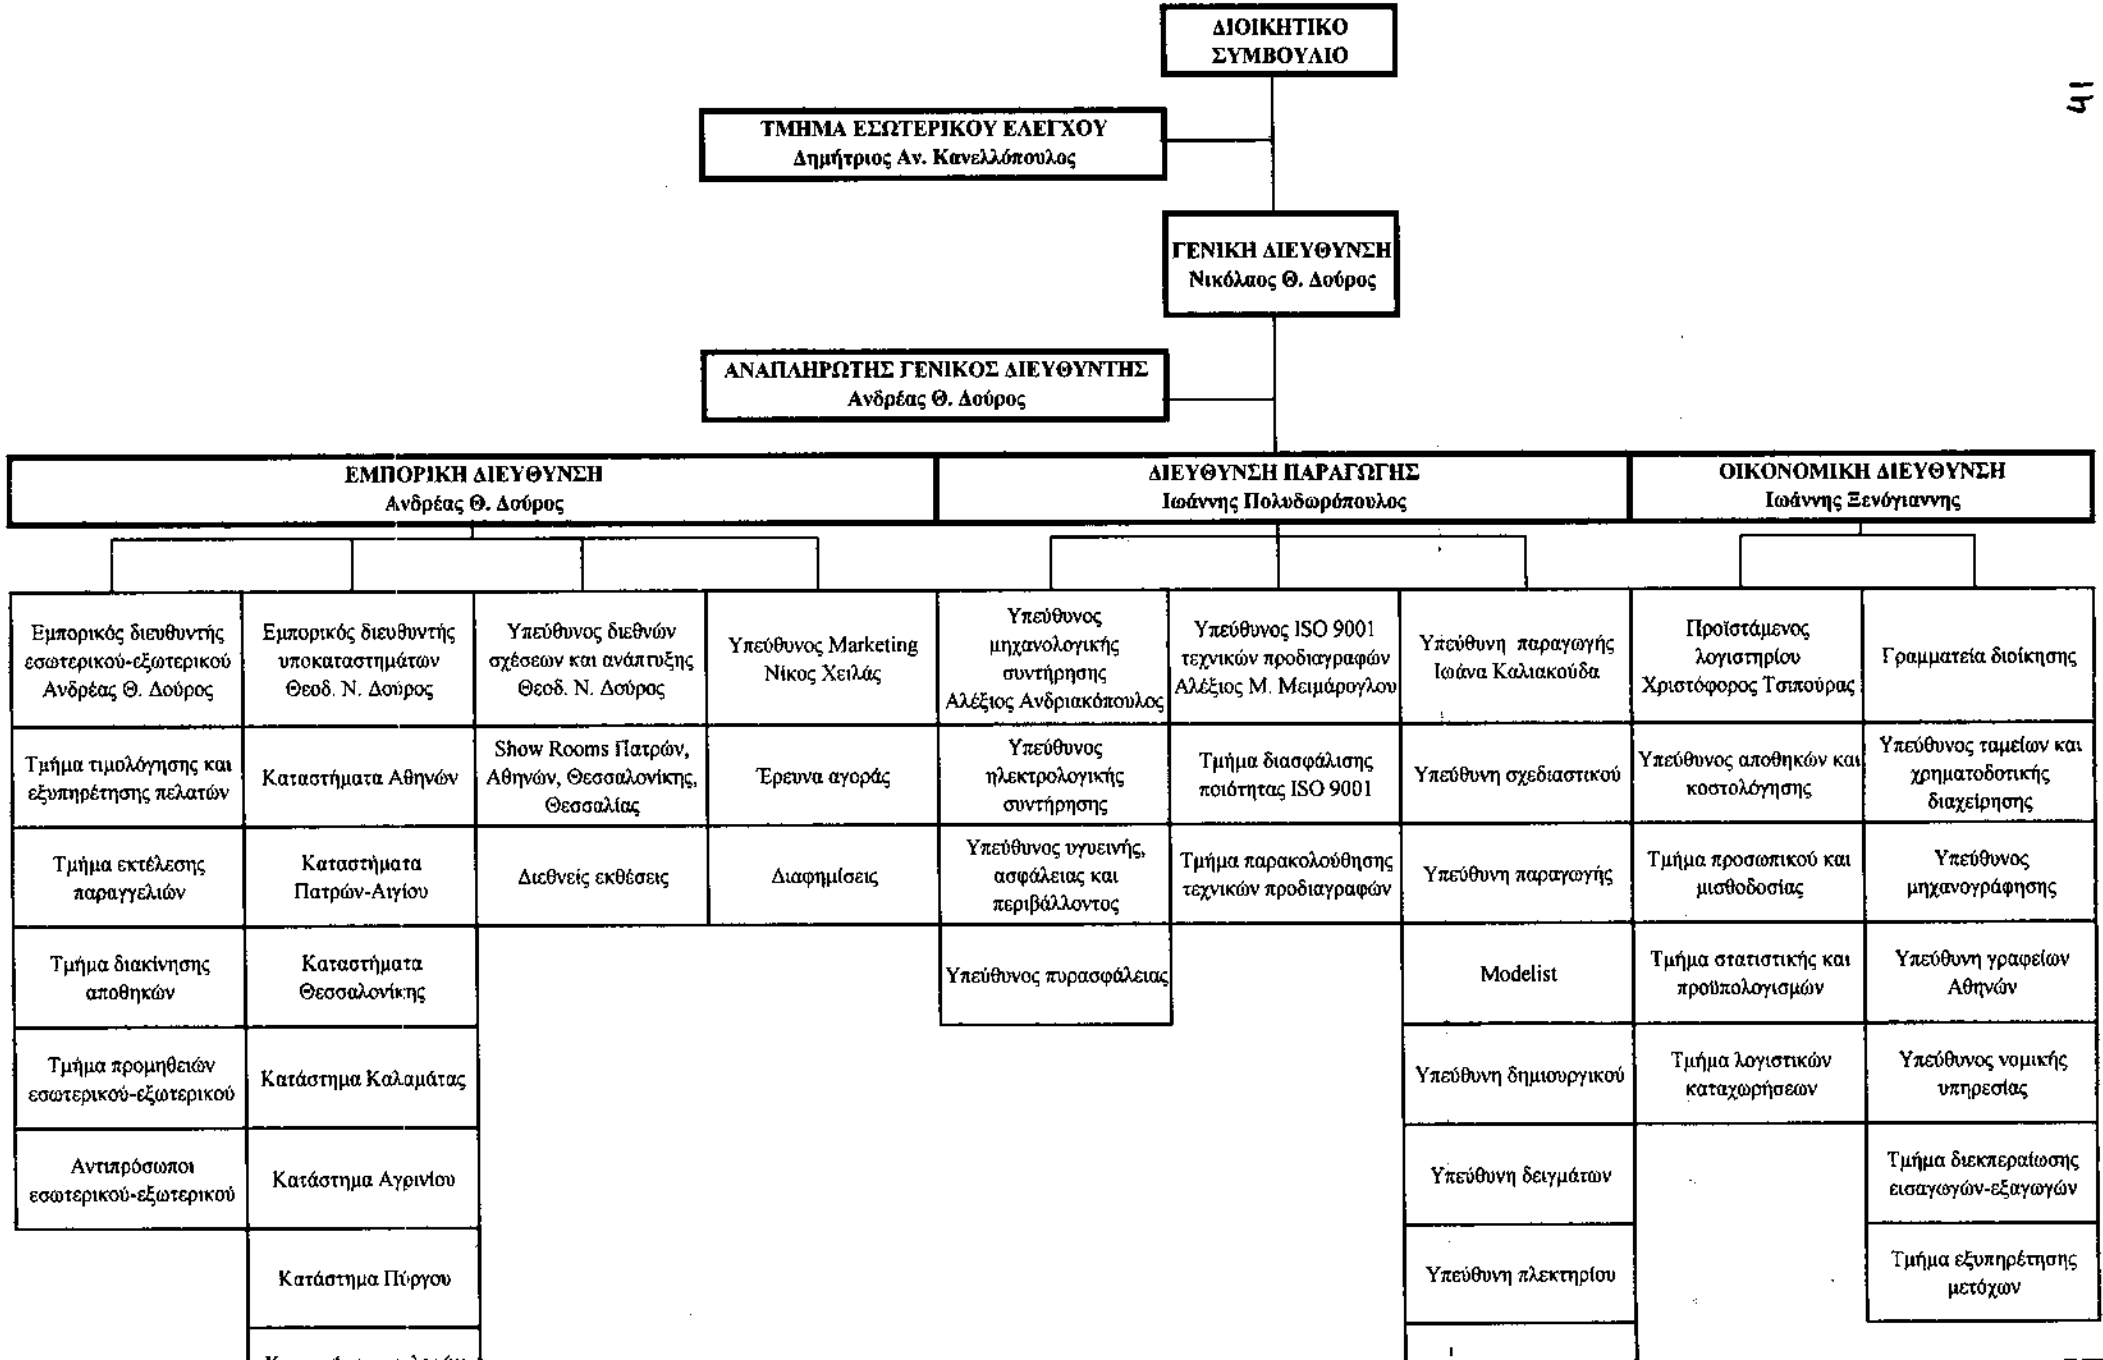 ΔΙΟΙΚΗΤΙΚΟ
ΣΥΜΒΟΥΛΙΟ
ΤΜΗΜΑ ΕΣΩΤΕΡΙΚΟΥ ΕΛΕΓΧΟΥ
Δημήτριος Αν. Κανελλόπουλος
ΓΕΝΙΚΗ ΔΙΕΥΘΥΝΣΗ
Νικόλαος Θ. Δούρος
ΑΝΑΠΛΗΡΩΤΗΣ ΓΕΝΙΚΟΣ ΔΙΕΥΘΥΝΤΗΣ
Ανδρέας Θ. Δούρος
ΕΜΠΟΡΙΚΗ ΔΙΕΥΘΥΝΣΗ
Ανδρέας Θ. Δούρος
ΔΙΕΥΘΥΝΣΗ ΠΑΡΑΓΩΓΗΣ
Ιωάννης Πολυδωρόπουλος
ΟΙΚΟΝΟΜΙΚΗ ΔΙΕΥΘΥΝΣΗ
Ιωάννης Ξενόγιαννης
Εμπορικός διευθυντής
εσωτερικού-εξωτερικού
Ανδρέας Θ. Δούρος
Τμήμα τιμολόγησης και
εξυπηρέτησης πελατών
Τμήμα εκτέλεσης
παραγγελιών
Τμήμα διακίνησης
αποθηκών
Τμήμα προμηθειών
εσωτερικού-εξωτερικού
Αντιπρόσωποι
εσωτερικού-εξωτερικού
Εμπορικός διευθυντής
υποκαταστημάτων
Θεοδ. Ν. Δούρος
Καταστήματα Αθηνών
Καταστήματα
Πατρών-Αιγίου
Καταστήματα
Θεσσαλονίκης
Κατάστημα Καλαμάτας
Κατάστημα Αγρινίου
Κατάστημα Πύργου
Υπεύθυνος διεθνών
σχέσεων και ανάπτυξης
Θεοδ. Ν. Δούρος
Show Rooms Πατρών,
Αθηνών, Θεσσαλονίκης,
Θεσσαλίας
Διεθνείς εκθέσεις
Υπεύθυνος Marketing
Νίκος Χειλάς
Έρευνα αγοράς
Διαφημίσεις
Υπεύθυνος
μηχανολογικής
συντήρησης
Αλέξιος Ανδριακόπουλος
Υπεύθυνος
ηλεκτρολογικής
συντήρησης
Υπεύθυνος υγυεινής,
ασφάλειας και
περιβάλλοντος
Υπεύθυνος πυρασφάλειας
Υπεύθυνος ISO 9001
τεχνικών προδιαγραφών
Αλέξιος Μ. Μειμάρογλου
Τμήμα διασφάλισης
ποιότητας ISO 9001
Τμήμα παρακολούθησης
τεχνικών προδιαγραφών
Υπεύθυνη παραγωγής
Ιωάνα Καλιακούδα
Υπεύθυνη σχεδιαστικού
Υπεύθυνη παραγωγής
Modelist
Υπεύθυνη δημιουργικού
Υπεύθυνη δειγμάτων
Υπεύθυνη πλεκτηρίου
Προϊστάμενος
λογιστηρίου
Χριστόφορος Τσιπούρας
Υπεύθυνος αποθηκών και
κοστολόγησης
Τμήμα προσωπικού και
μισθοδοσίας
Τμήμα στατιστικής και
προϋπολογισμών
Τμήμα λογιστικών
καταχωρήσεων
Γραμματεία διοίκησης
Υπεύθυνος ταμείων και
χρηματοδοτικής
διαχείρησης
Υπεύθυνος
μηχανογράφησης
Υπεύθυνη γραφείων
Αθηνών
Υπεύθυνος νομικής
υπηρεσίας
Τμήμα διεκπεραίωσης
εισαγωγών-εξαγωγών
Τμήμα εξυπηρέτησης
μετόχων